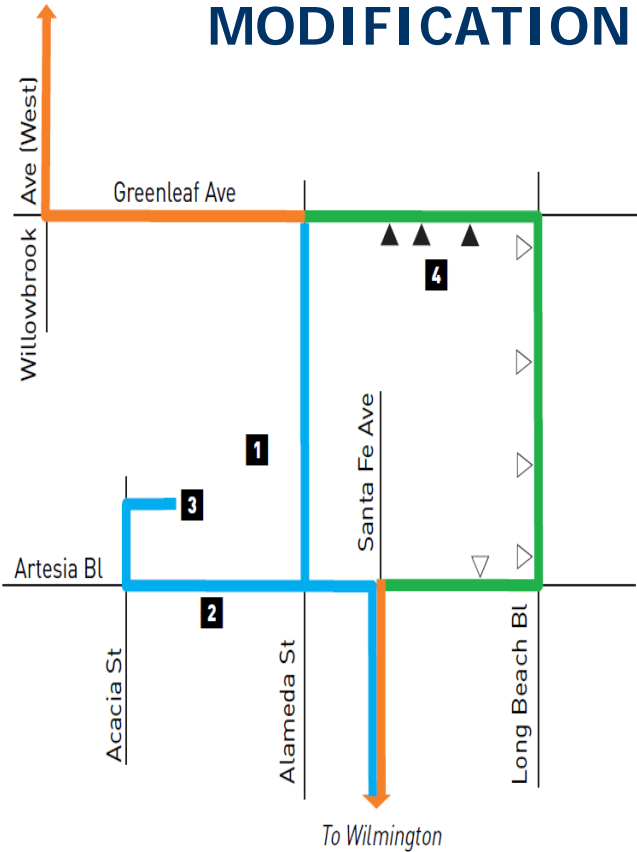 MODIFICATION
Willowbrook Ave (West)
Greenleaf Ave
4
1
Santa Fe Ave
3
Artesia Bl
2
Acacia St
Alameda St
Long Beach Bl
To Wilmington